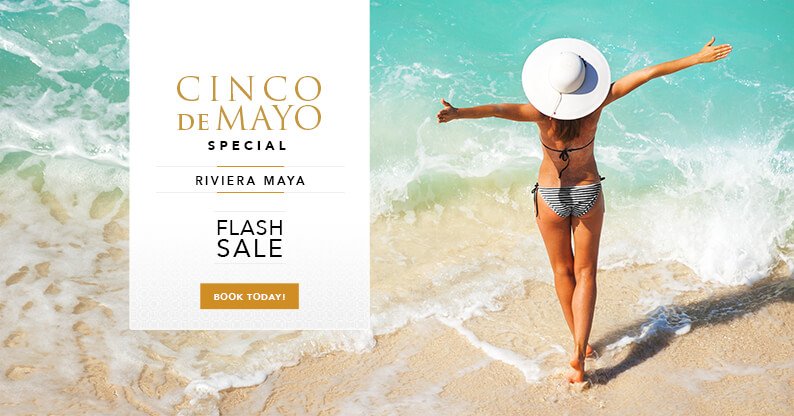 CINCO
DE MAYO
SPECIAL
RIVIERA MAYA
FLASH
SALE
BOOK TODAY!